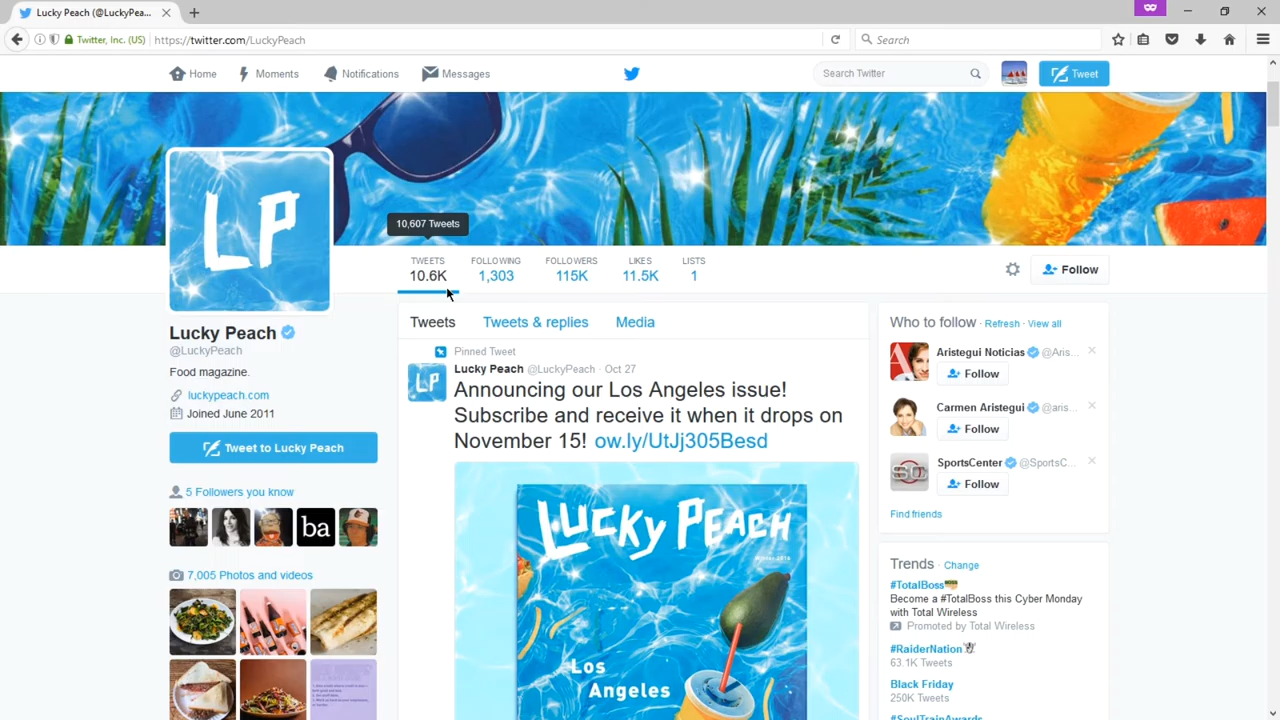 Lucky Peach (@LuckyPea...
Twitter, Inc. (US)
https://twitter.com/LuckyPeach
Search
Home
Moments
Notifications
Messages
Search Twitter
Tweet
LP
10,607 Tweets
TWEETS
10.6K
FOLLOWING
1,303
FOLLOWERS
115K
LIKES
11.5K
LISTS
1
Follow
Lucky Peach
@LuckyPeach
Food magazine.
luckypeach.com
Joined June 2011
Tweet to Lucky Peach
5 Followers you know
ba
7,005 Photos and videos
Tweets
Tweets & replies
Media
Pinned Tweet
LP
Lucky Peach @LuckyPeach · Oct 27
Announcing our Los Angeles issue!
Subscribe and receive it when it drops on
November 15! ow.ly/UtJj305Besd
LUCKY PEACH
Los
Angeles
Who to follow · Refresh · View all
Aristegui Noticias @Aris...
Follow
Carmen Aristegui @aris...
Follow
SC
SportsCenter @SportsC...
Follow
Find friends
Trends · Change
#TotalBoss
Become a #TotalBoss this Cyber Monday
with Total Wireless
Promoted by Total Wireless
#RaiderNation
63.1K Tweets
Black Friday
250K Tweets
#SoulTrainAwards